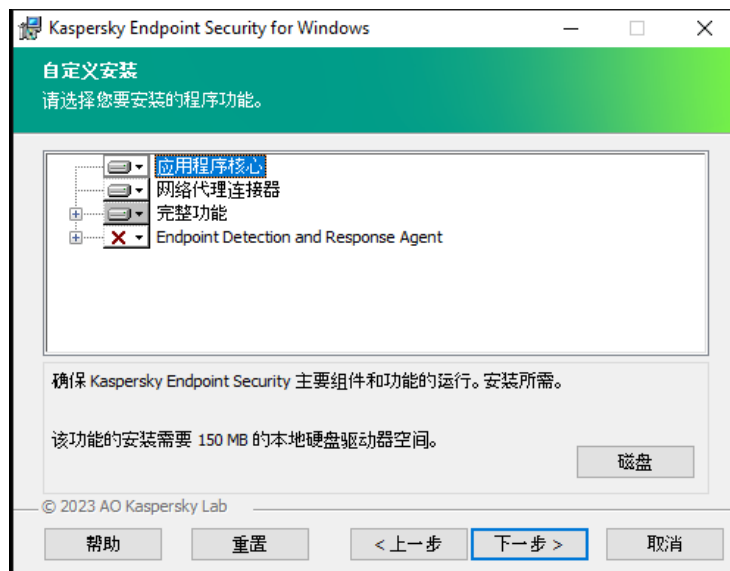 Kaspersky Endpoint Security for Windows
自定义安装
请选择您要安装的程序功能。
应用程序核心
网络代理连接器
完整功能
Endpoint Detection and Response Agent
确保 Kaspersky Endpoint Security 主要组件和功能的运行。安装所需。
该功能的安装需要 150 MB 的本地硬盘驱动器空间。
磁盘
© 2023 AO Kaspersky Lab
帮助
重置
< 上一步
下一步 >
取消